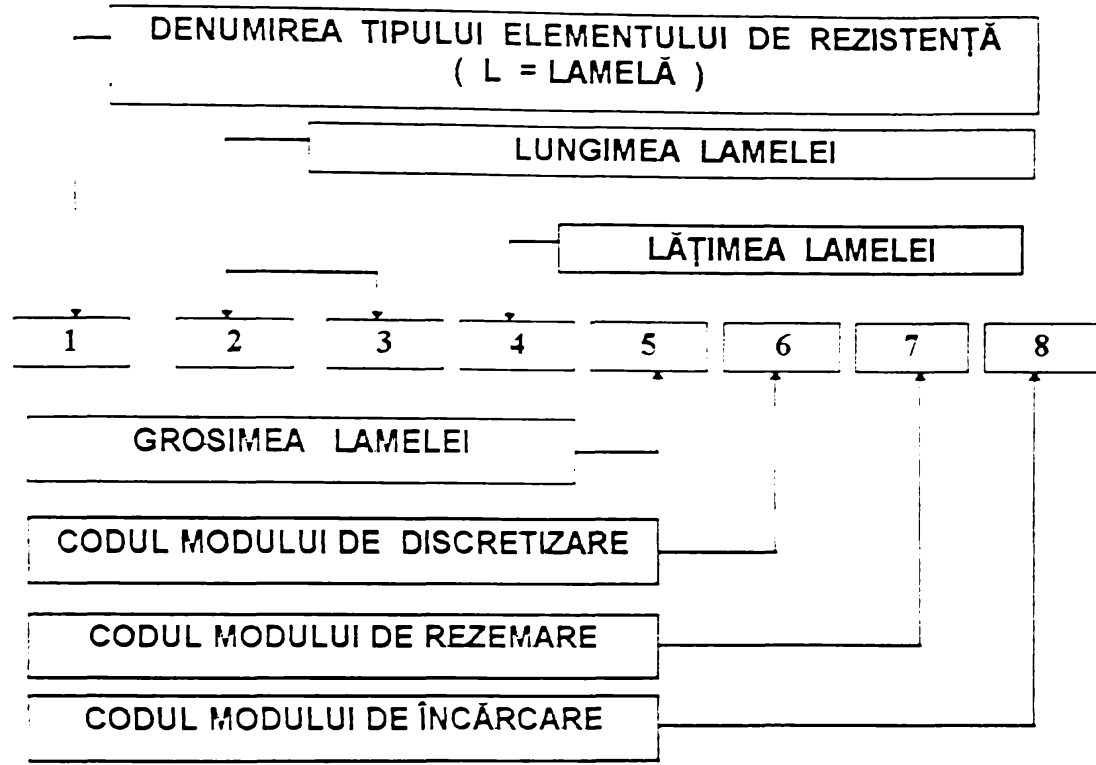 DENUMIREA TIPULUI ELEMENTULUI DE REZISTENȚĂ
( L = LAMELĂ )
LUNGIMEA LAMELEI
LĂȚIMEA LAMELEI
1 2 3 4 5 6 7 8
GROSIMEA LAMELEI
CODUL MODULUI DE DISCRETIZARE
CODUL MODULUI DE REZEMARE
CODUL MODULUI DE ÎNCĂRCARE